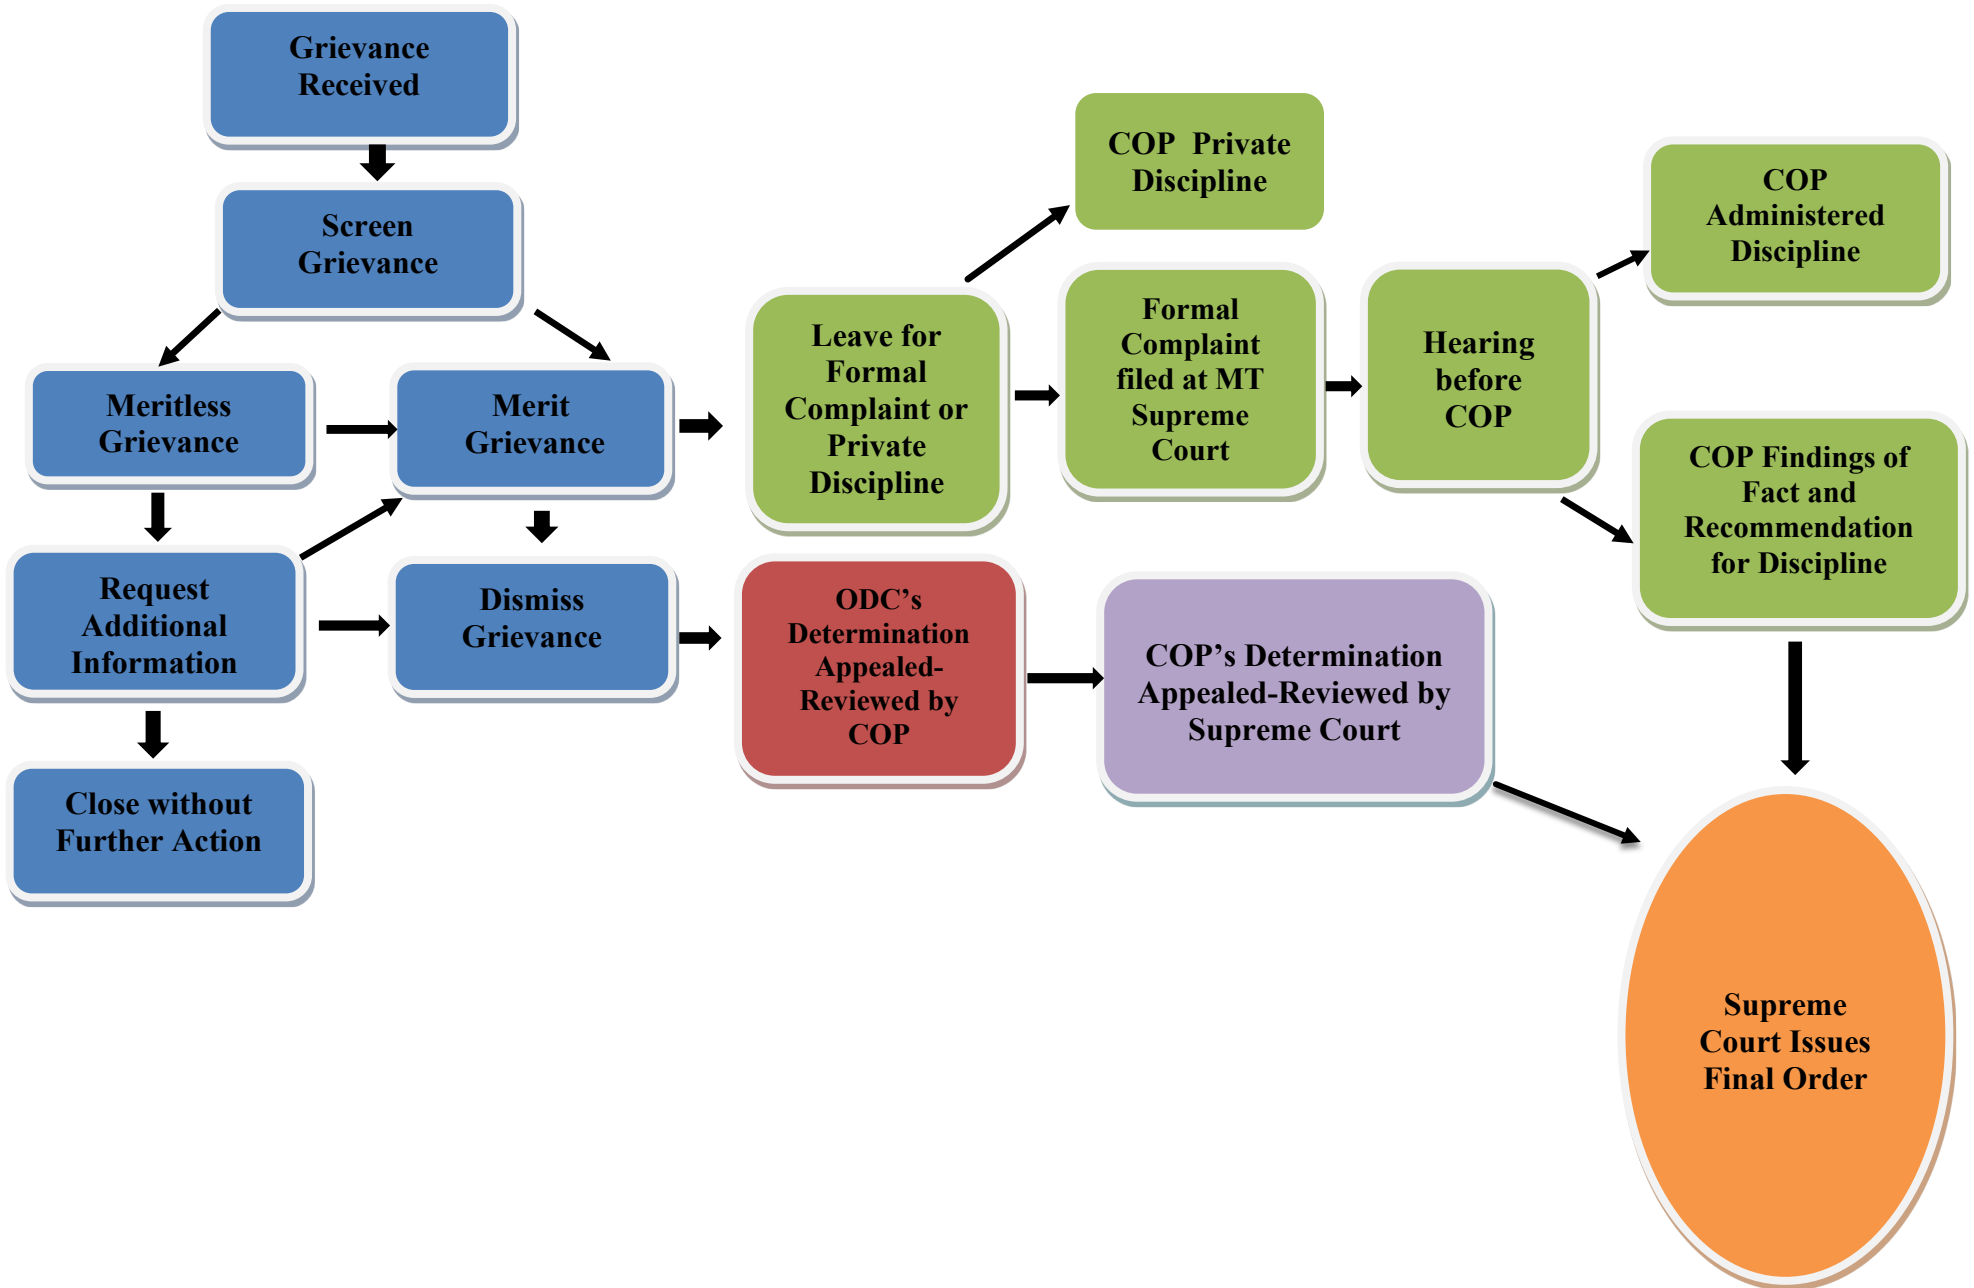 Grievance
Received
Screen
Grievance
Meritless
Grievance
Merit
Grievance
Request
Additional
Information
Dismiss
Grievance
Close without
Further Action
COP Private
Discipline
Leave for
Formal
Complaint or
Private
Discipline
Formal
Complaint
filed at MT
Supreme
Court
Hearing
before
COP
COP
Administered
Discipline
COP Findings of
Fact and
Recommendation
for Discipline
ODC’s
Determination
Appealed-
Reviewed by
COP
COP’s Determination
Appealed-Reviewed by
Supreme Court
Supreme
Court Issues
Final Order